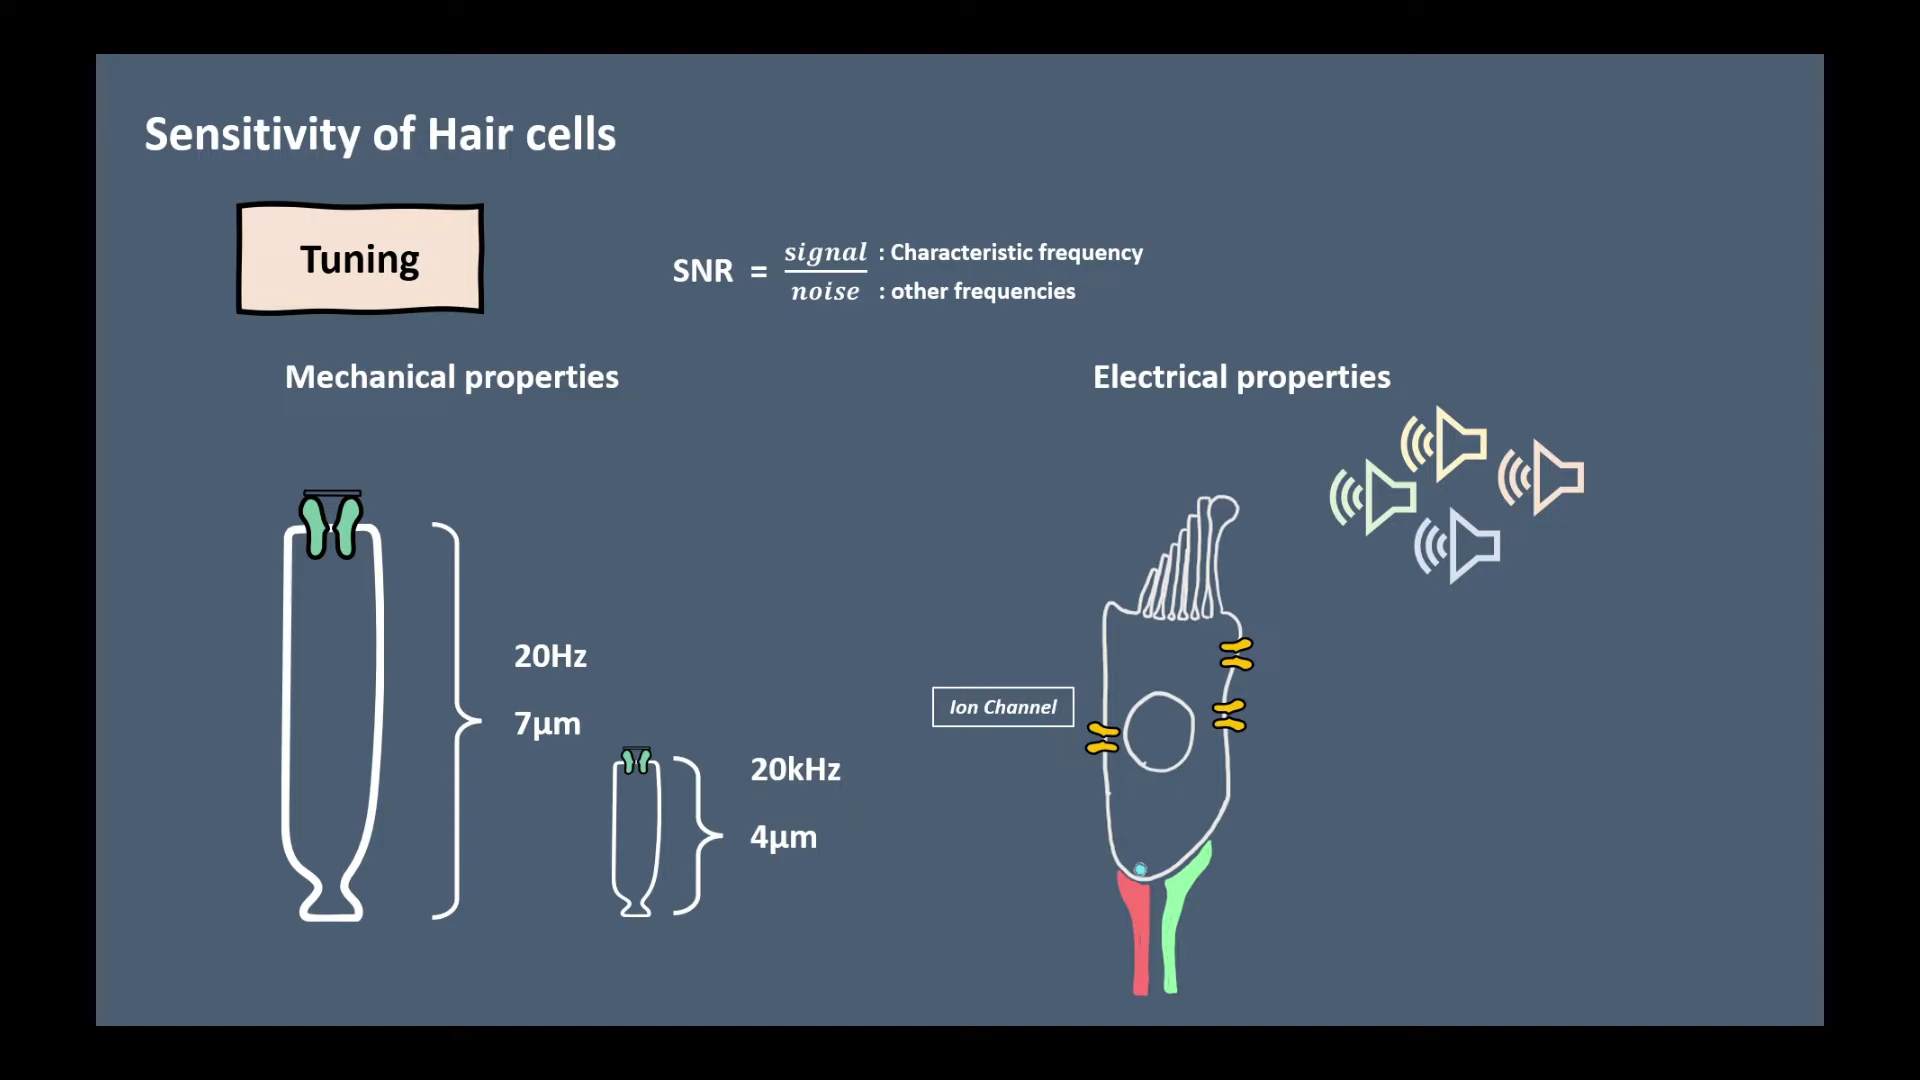 Sensitivity of Hair cells
Tuning
SNR = signal : Characteristic frequency
noise : other frequencies
Mechanical properties
Electrical properties
20Hz
7µm
20kHz
4µm
Ion Channel